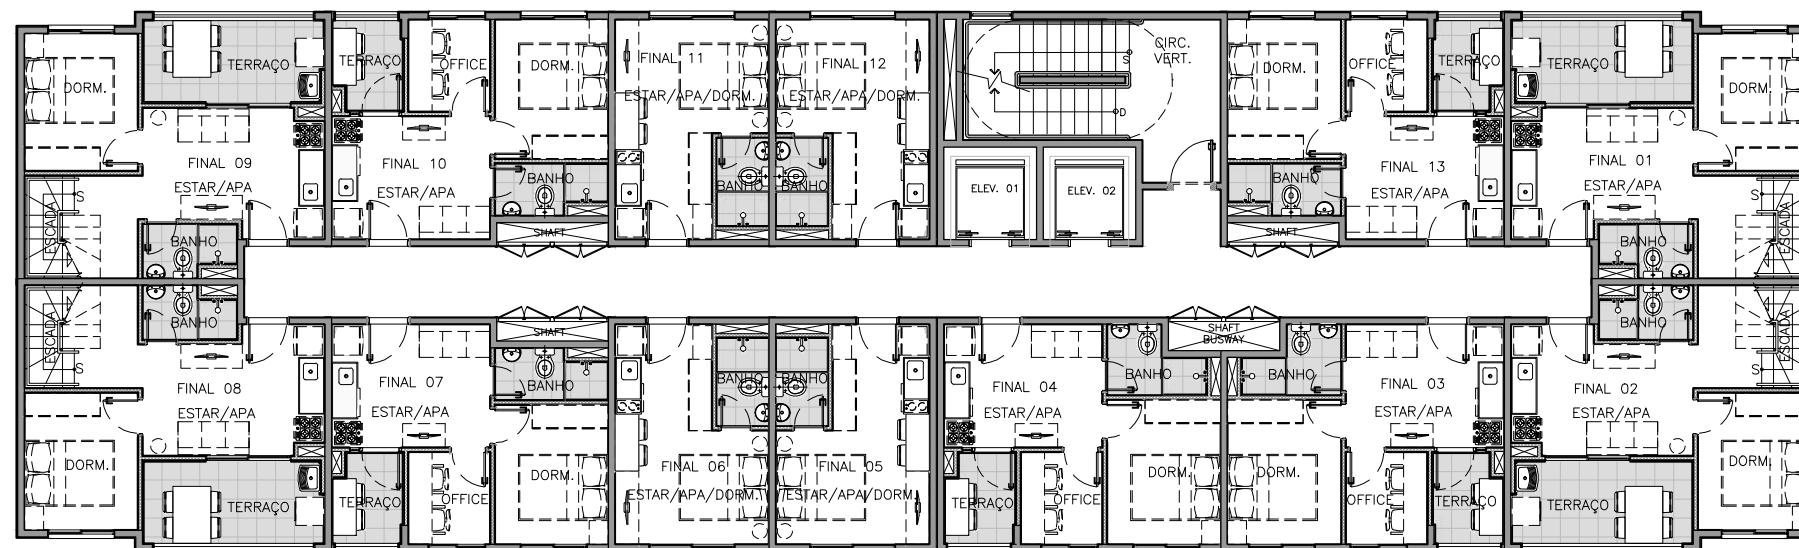 TERRAÇO
TERRAÇO
OFFICE
DORM.
DORM.
FINAL 11
ESTAR/APA/DORM.
FINAL 12
ESTAR/APA/DORM.
CIRC.
VERT.
S
D
DORM.
OFFICE
TERRAÇO
TERRAÇO
DORM.
FINAL 09
ESTAR/APA
FINAL 10
ESTAR/APA
BANHO
BANHO
BANHO
ELEV. 01
ELEV. 02
BANHO
FINAL 13
ESTAR/APA
FINAL 01
ESTAR/APA
S
ESCADA
BANHO
SHAFT
SHAFT
BANHO
S
ESCADA
ESCADA
S
BANHO
SHAFT
SHAFT
BUSWAY
BANHO
ESCADA
S
FINAL 08
ESTAR/APA
FINAL 07
ESTAR/APA
BANHO
BANHO
BANHO
FINAL 04
ESTAR/APA
BANHO
BANHO
FINAL 03
ESTAR/APA
FINAL 02
ESTAR/APA
DORM.
TERRAÇO
TERRAÇO
OFFICE
DORM.
FINAL 06
ESTAR/APA/DORM.
FINAL 05
ESTAR/APA/DORM.
TERRAÇO
OFFICE
DORM.
DORM.
OFFICE
TERRAÇO
TERRAÇO
DORM.